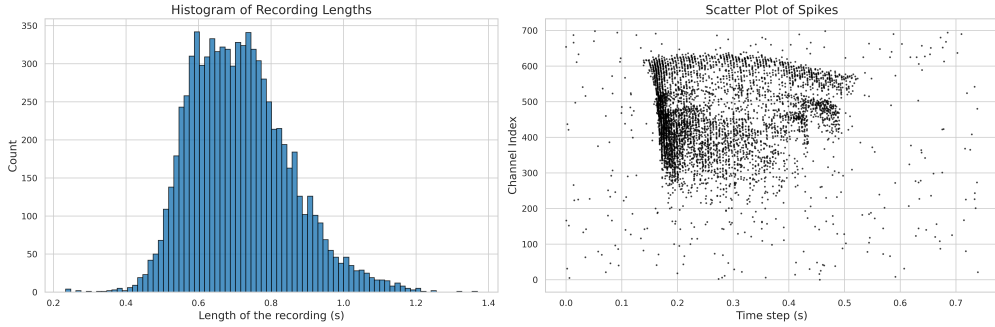 Histogram of Recording Lengths
350
300
250
200
150
100
50
0
Count
0.2 0.4 0.6 0.8 1.0 1.2 1.4
Length of the recording (s)
Scatter Plot of Spikes
700
600
500
400
300
200
100
0
Channel Index
0.0 0.1 0.2 0.3 0.4 0.5 0.6 0.7
Time step (s)